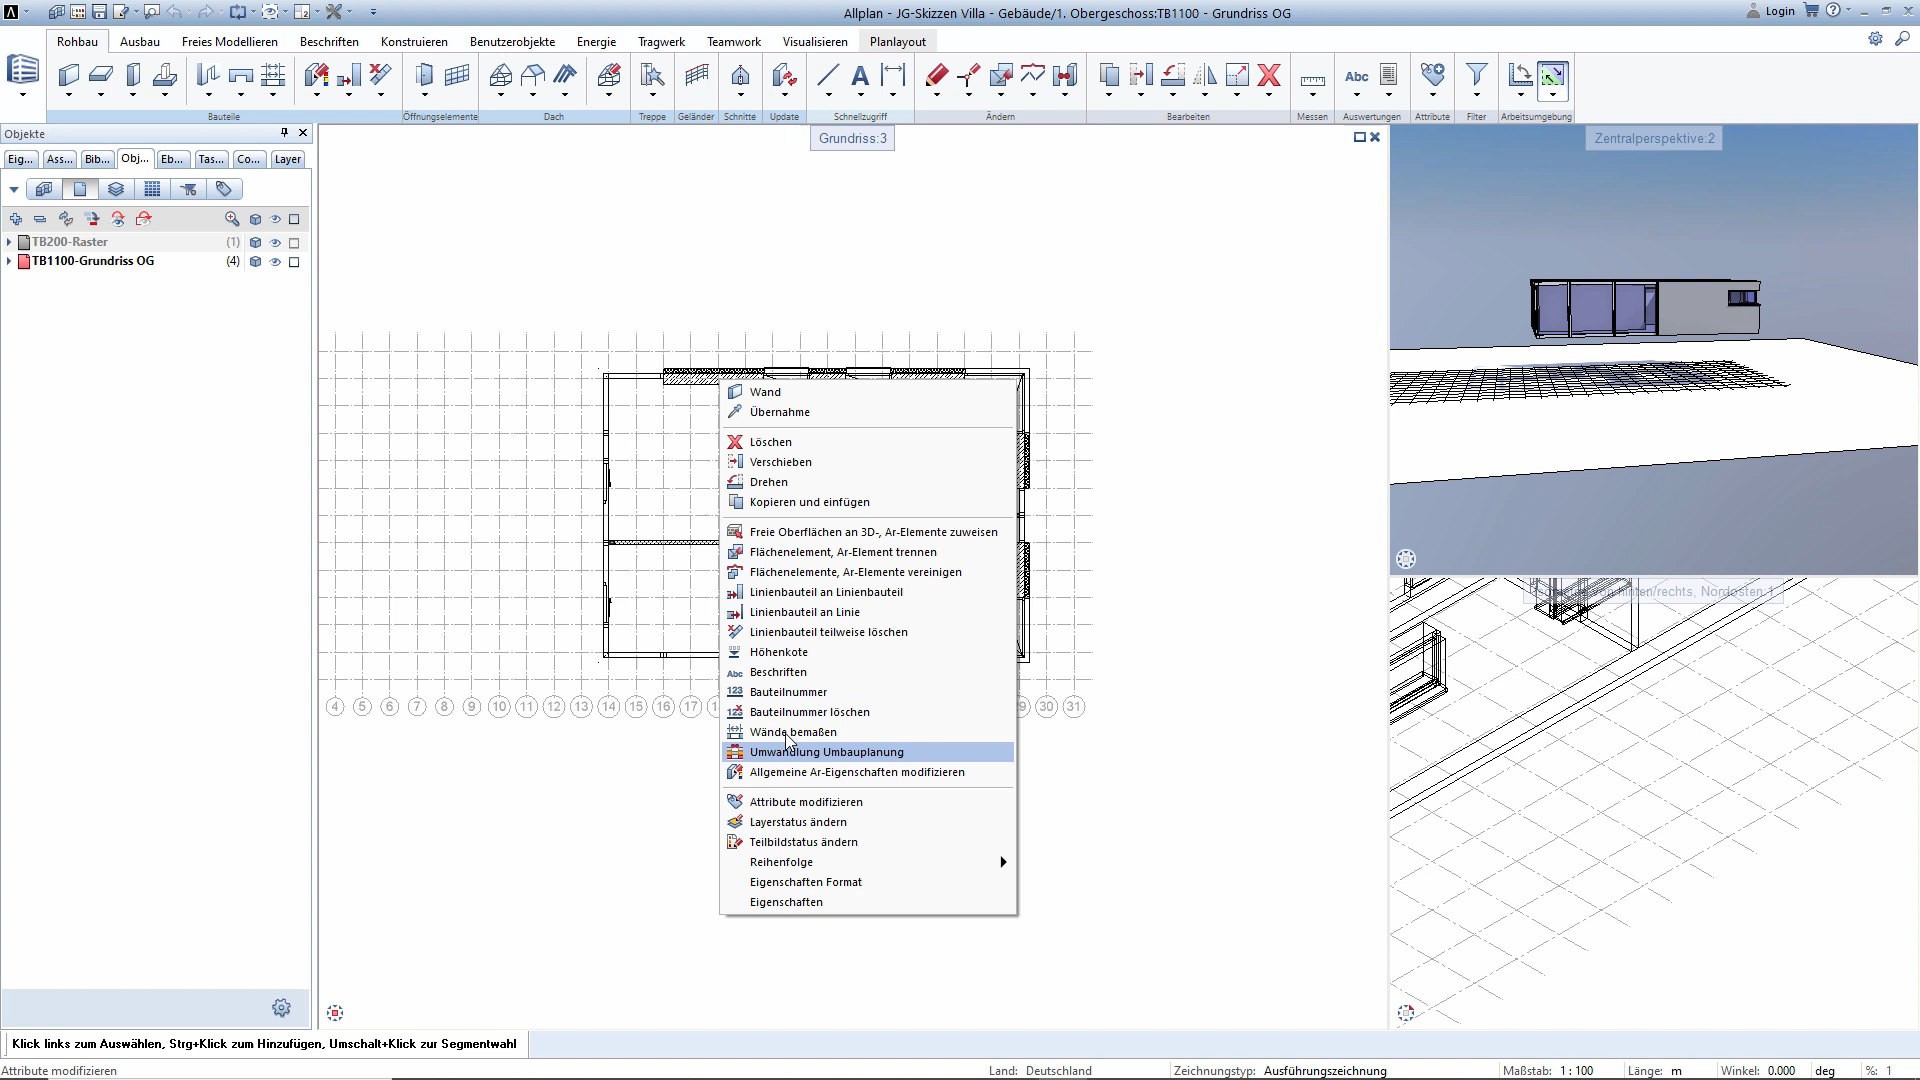 Allplan - JG-Skizzen Villa - Gebäude/1. Obergeschoss:TB1100 - Grundriss OG
Login
Rohbau Ausbau Freies Modellieren Beschriften Konstruieren Benutzerobjekte Energie Tragwerk Teamwork Visualisieren Planlayout
Abc
Bauteile Öffnungselemente Dach Treppe Geländer Schnitte Update Schnellzugriff Ändern Bearbeiten Messen Auswertungen Attribute Filter Arbeitsumgebung
Objekte
Grundriss:3
Zentralperspektive:2
Eig... Ass... Bib... Obj... Eb... Tas... Co... Layer
TB200-Raster (1)
TB1100-Grundriss OG (4)
Wand
Übernahme
Löschen
Verschieben
Drehen
Kopieren und einfügen
Freie Oberflächen an 3D-, Ar-Elemente zuweisen
Flächenelement, Ar-Element trennen
Flächenelemente, Ar-Elemente vereinigen
Linienbauteil an Linienbauteil
Linienbauteil an Linie
Linienbauteil teilweise löschen
Höhenkote
Abc Beschriften
123 Bauteilnummer
123 Bauteilnummer löschen
Wände bemaßen
Umwandlung Umbauplanung
Allgemeine Ar-Eigenschaften modifizieren
Attribute modifizieren
Layerstatus ändern
Teilbildstatus ändern
Reihenfolge
Eigenschaften Format
Eigenschaften
hinten/rechts, Nordosten:1
4 5 6 7 8 9 10 11 12 13 14 15 16 17 30 31
Klick links zum Auswählen, Strg+Klick zum Hinzufügen, Umschalt+Klick zur Segmentwahl
Attribute modifizieren
Land: Deutschland Zeichnungstyp: Ausführungszeichnung Maßstab: 1 : 100 Länge: m Winkel: 0.000 deg %: 1